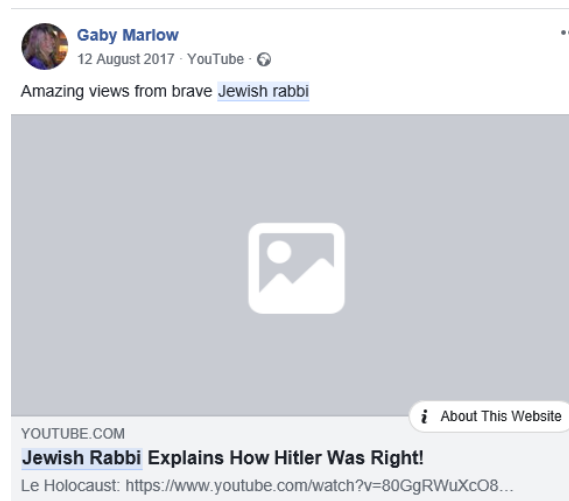 Gaby Marlow
12 August 2017 · YouTube ·
Amazing views from brave Jewish rabbi
i About This Website
YOUTUBE.COM
Jewish Rabbi Explains How Hitler Was Right!
Le Holocaust: https://www.youtube.com/watch?v=80GgRWuXcO8...